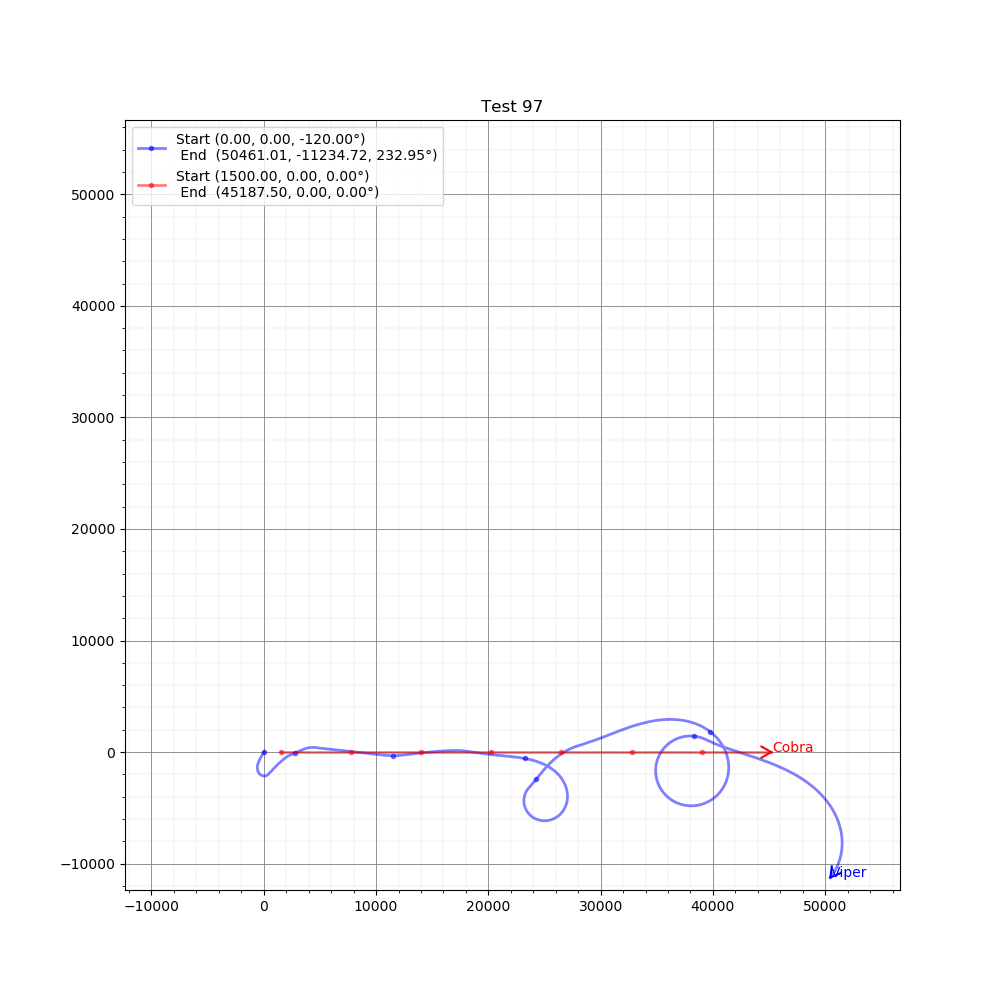 Test 97
Start (0.00, 0.00, -120.00°)
End (50461.01, -11234.72, 232.95°)
Start (1500.00, 0.00, 0.00°)
End (45187.50, 0.00, 0.00°)
50000
40000
30000
20000
10000
0
−10000
Cobra
Viper
−10000 0 10000 20000 30000 40000 50000